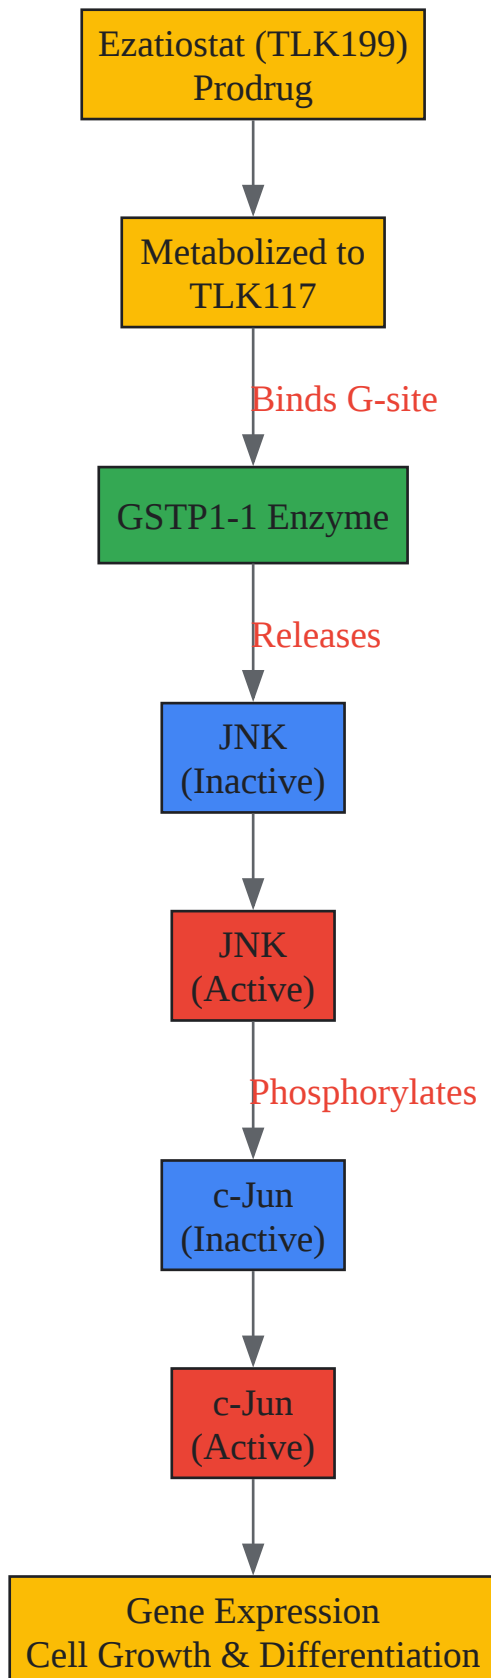 Ezatiostat (TLK199)
Prodrug
Metabolized to
TLK117
Binds G-site
GSTP1-1 Enzyme
Releases
JNK
(Inactive)
JNK
(Active)
Phosphorylates
c-Jun
(Inactive)
c-Jun
(Active)
Gene Expression
Cell Growth & Differentiation